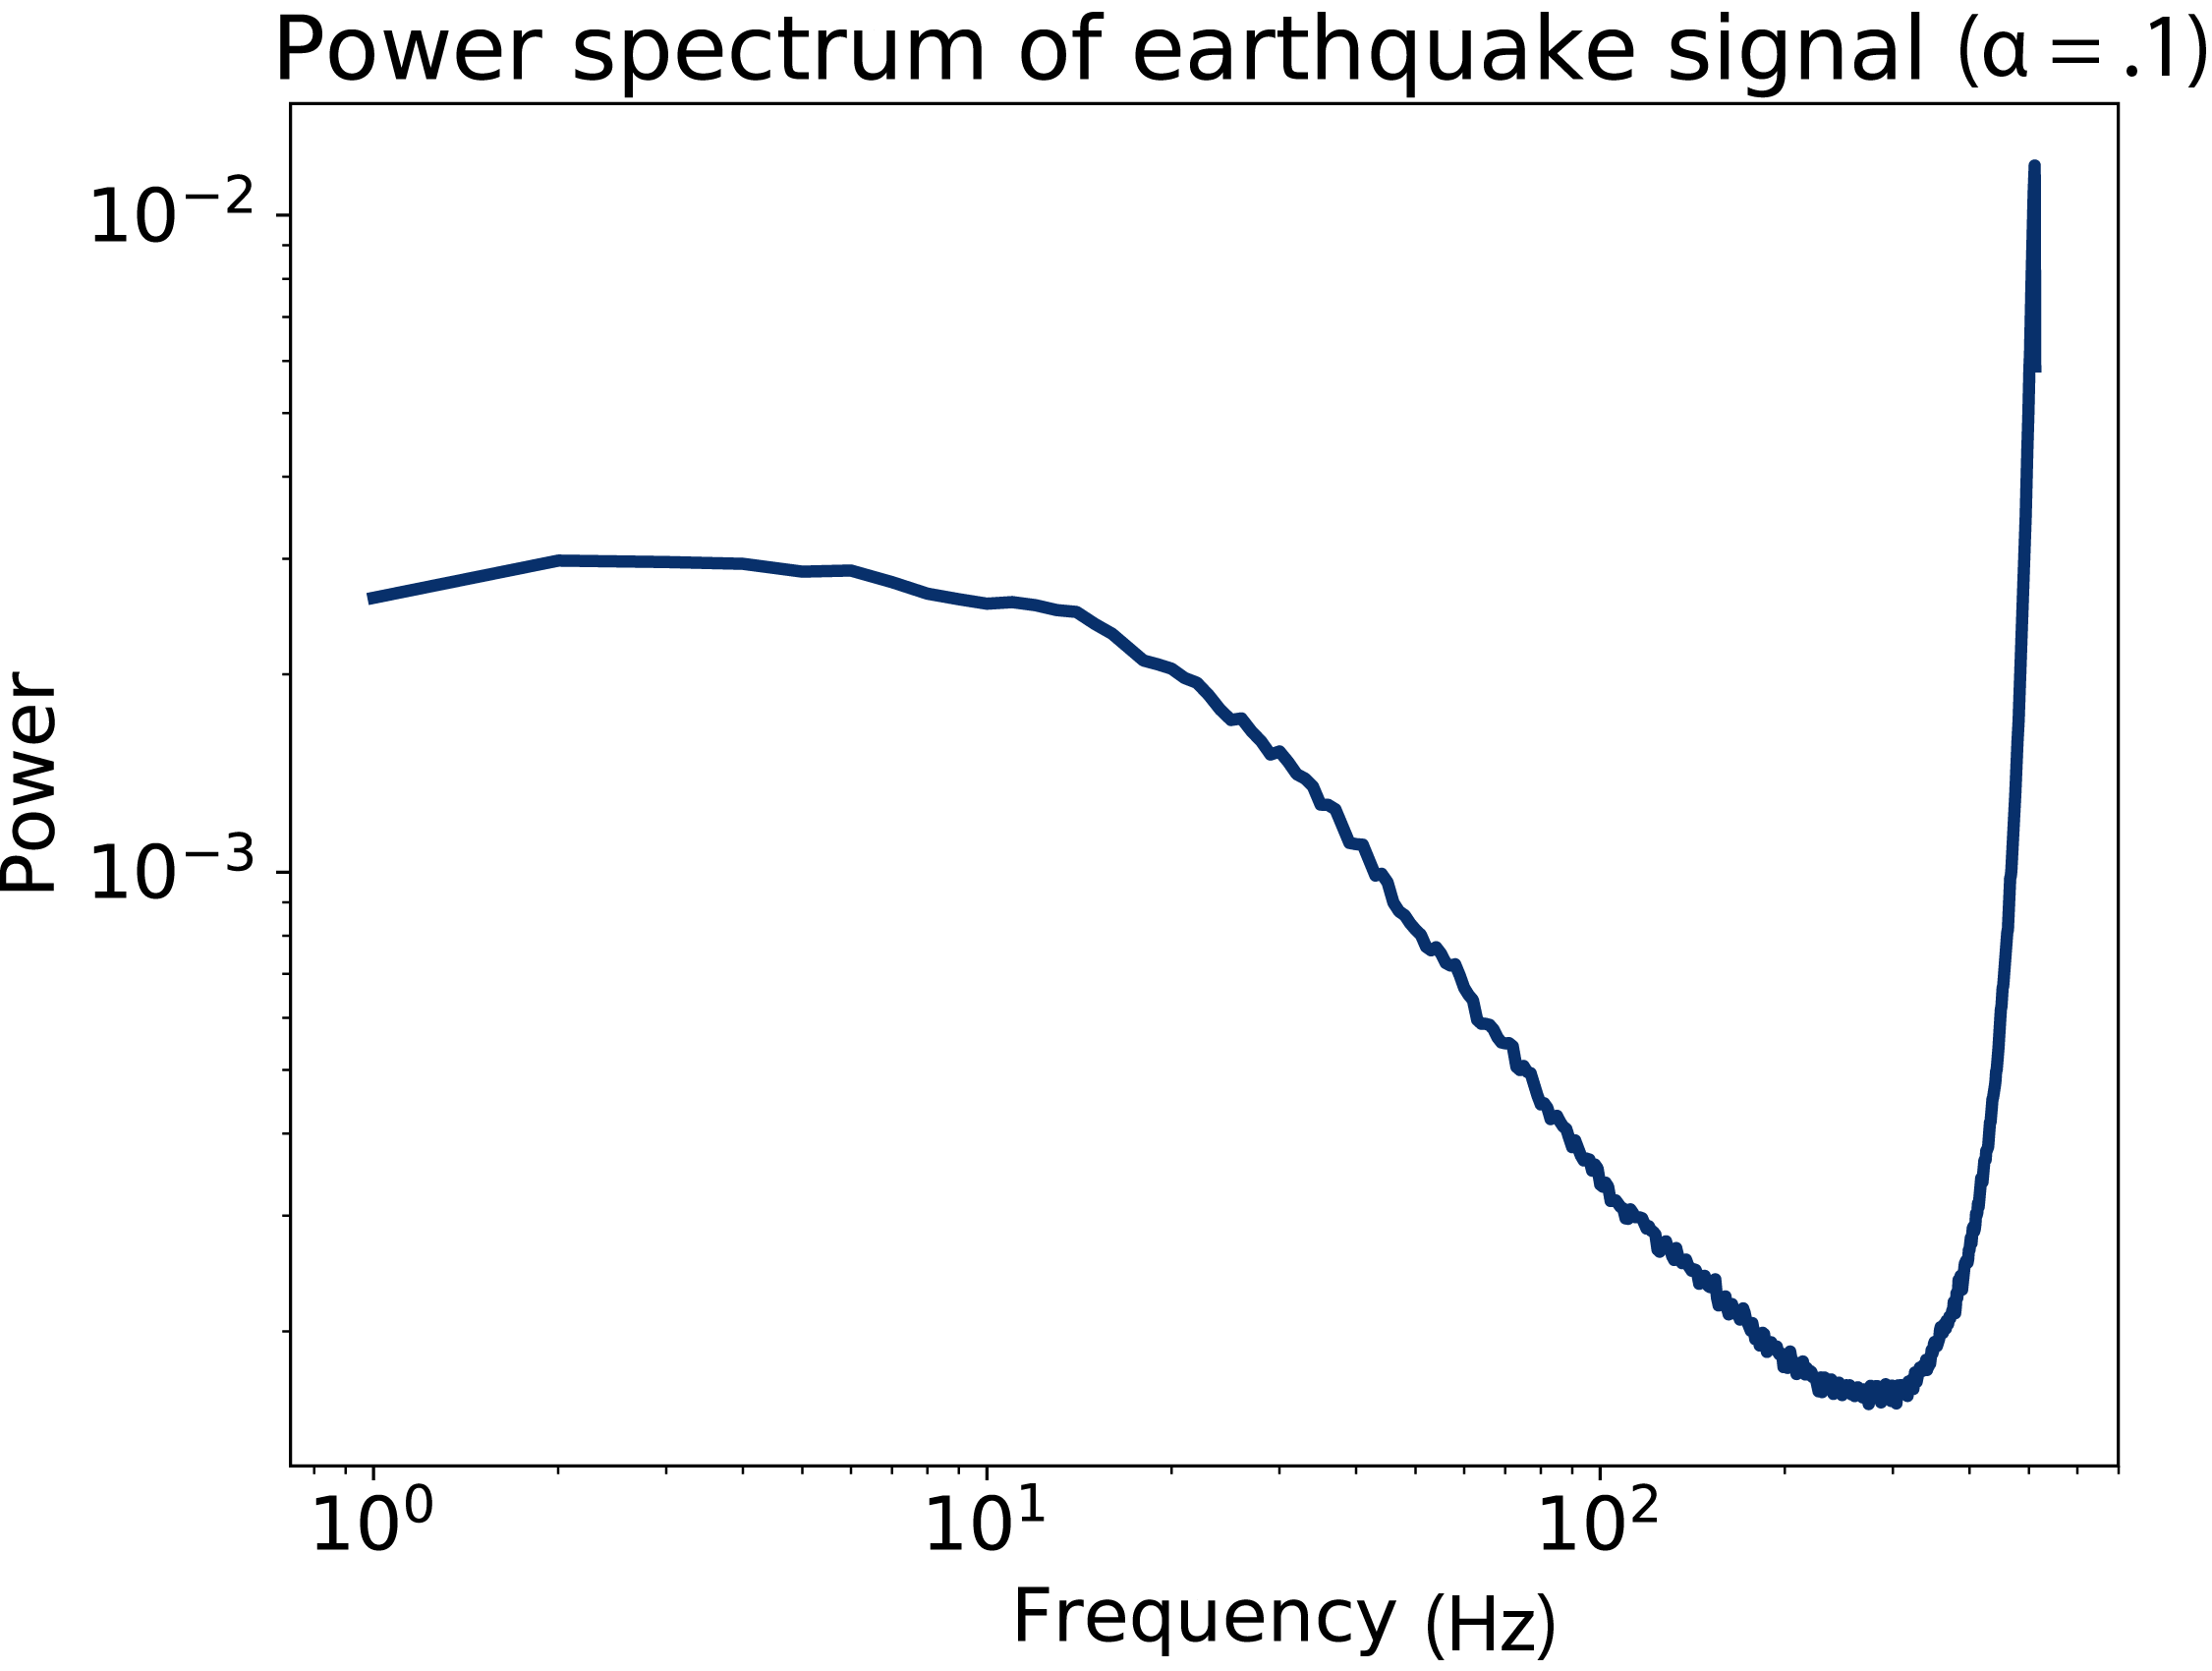 Power spectrum of earthquake signal (α = .1)
10⁻²
10⁻³
Power
10⁰ 10¹ 10²
Frequency (Hz)